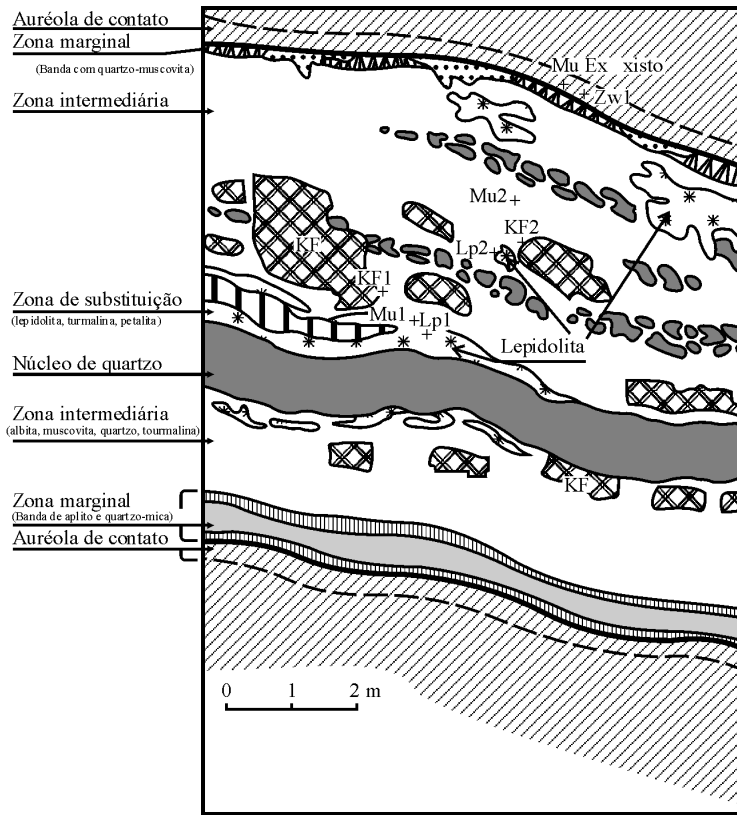 Auréola de contato
Zona marginal
(Banda com quartzo-muscovita)
Zona intermediária
Zona de substituição
(lepidolita, turmalina, petalita)
Núcleo de quartzo
Zona intermediária
(albita, muscovita, quartzo, tourmalina)
Zona marginal
(Banda de aplito e quartzo-mica)
Auréola de contato
Mu Ex xisto
Zw1
Mu2
KF2
KF
Lp2
KF1
Mu1
Lp1
Lepidolita
KF
0 1 2 m